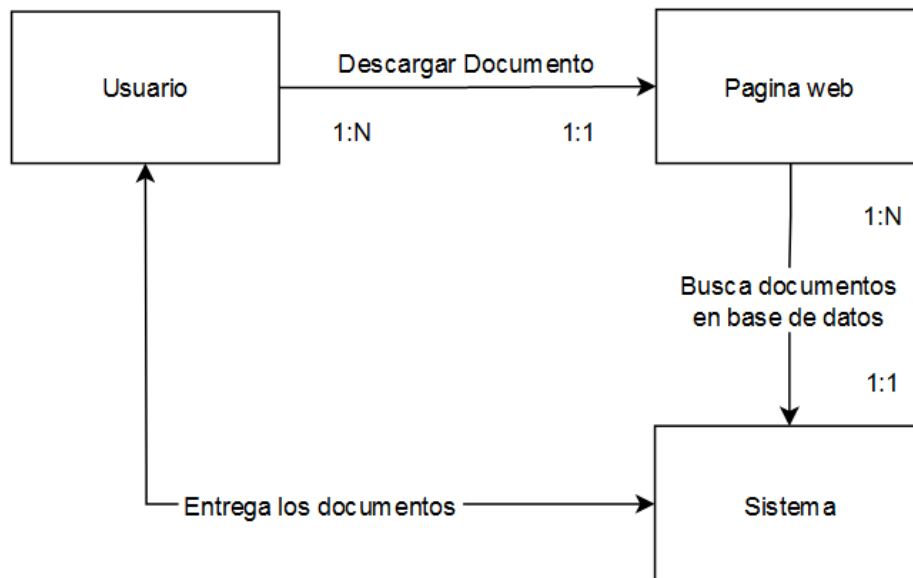 Usuario
Descargar Documento
Pagina web
1:N
1:1
1:N
Busca documentos
en base de datos
1:1
Entrega los documentos
Sistema